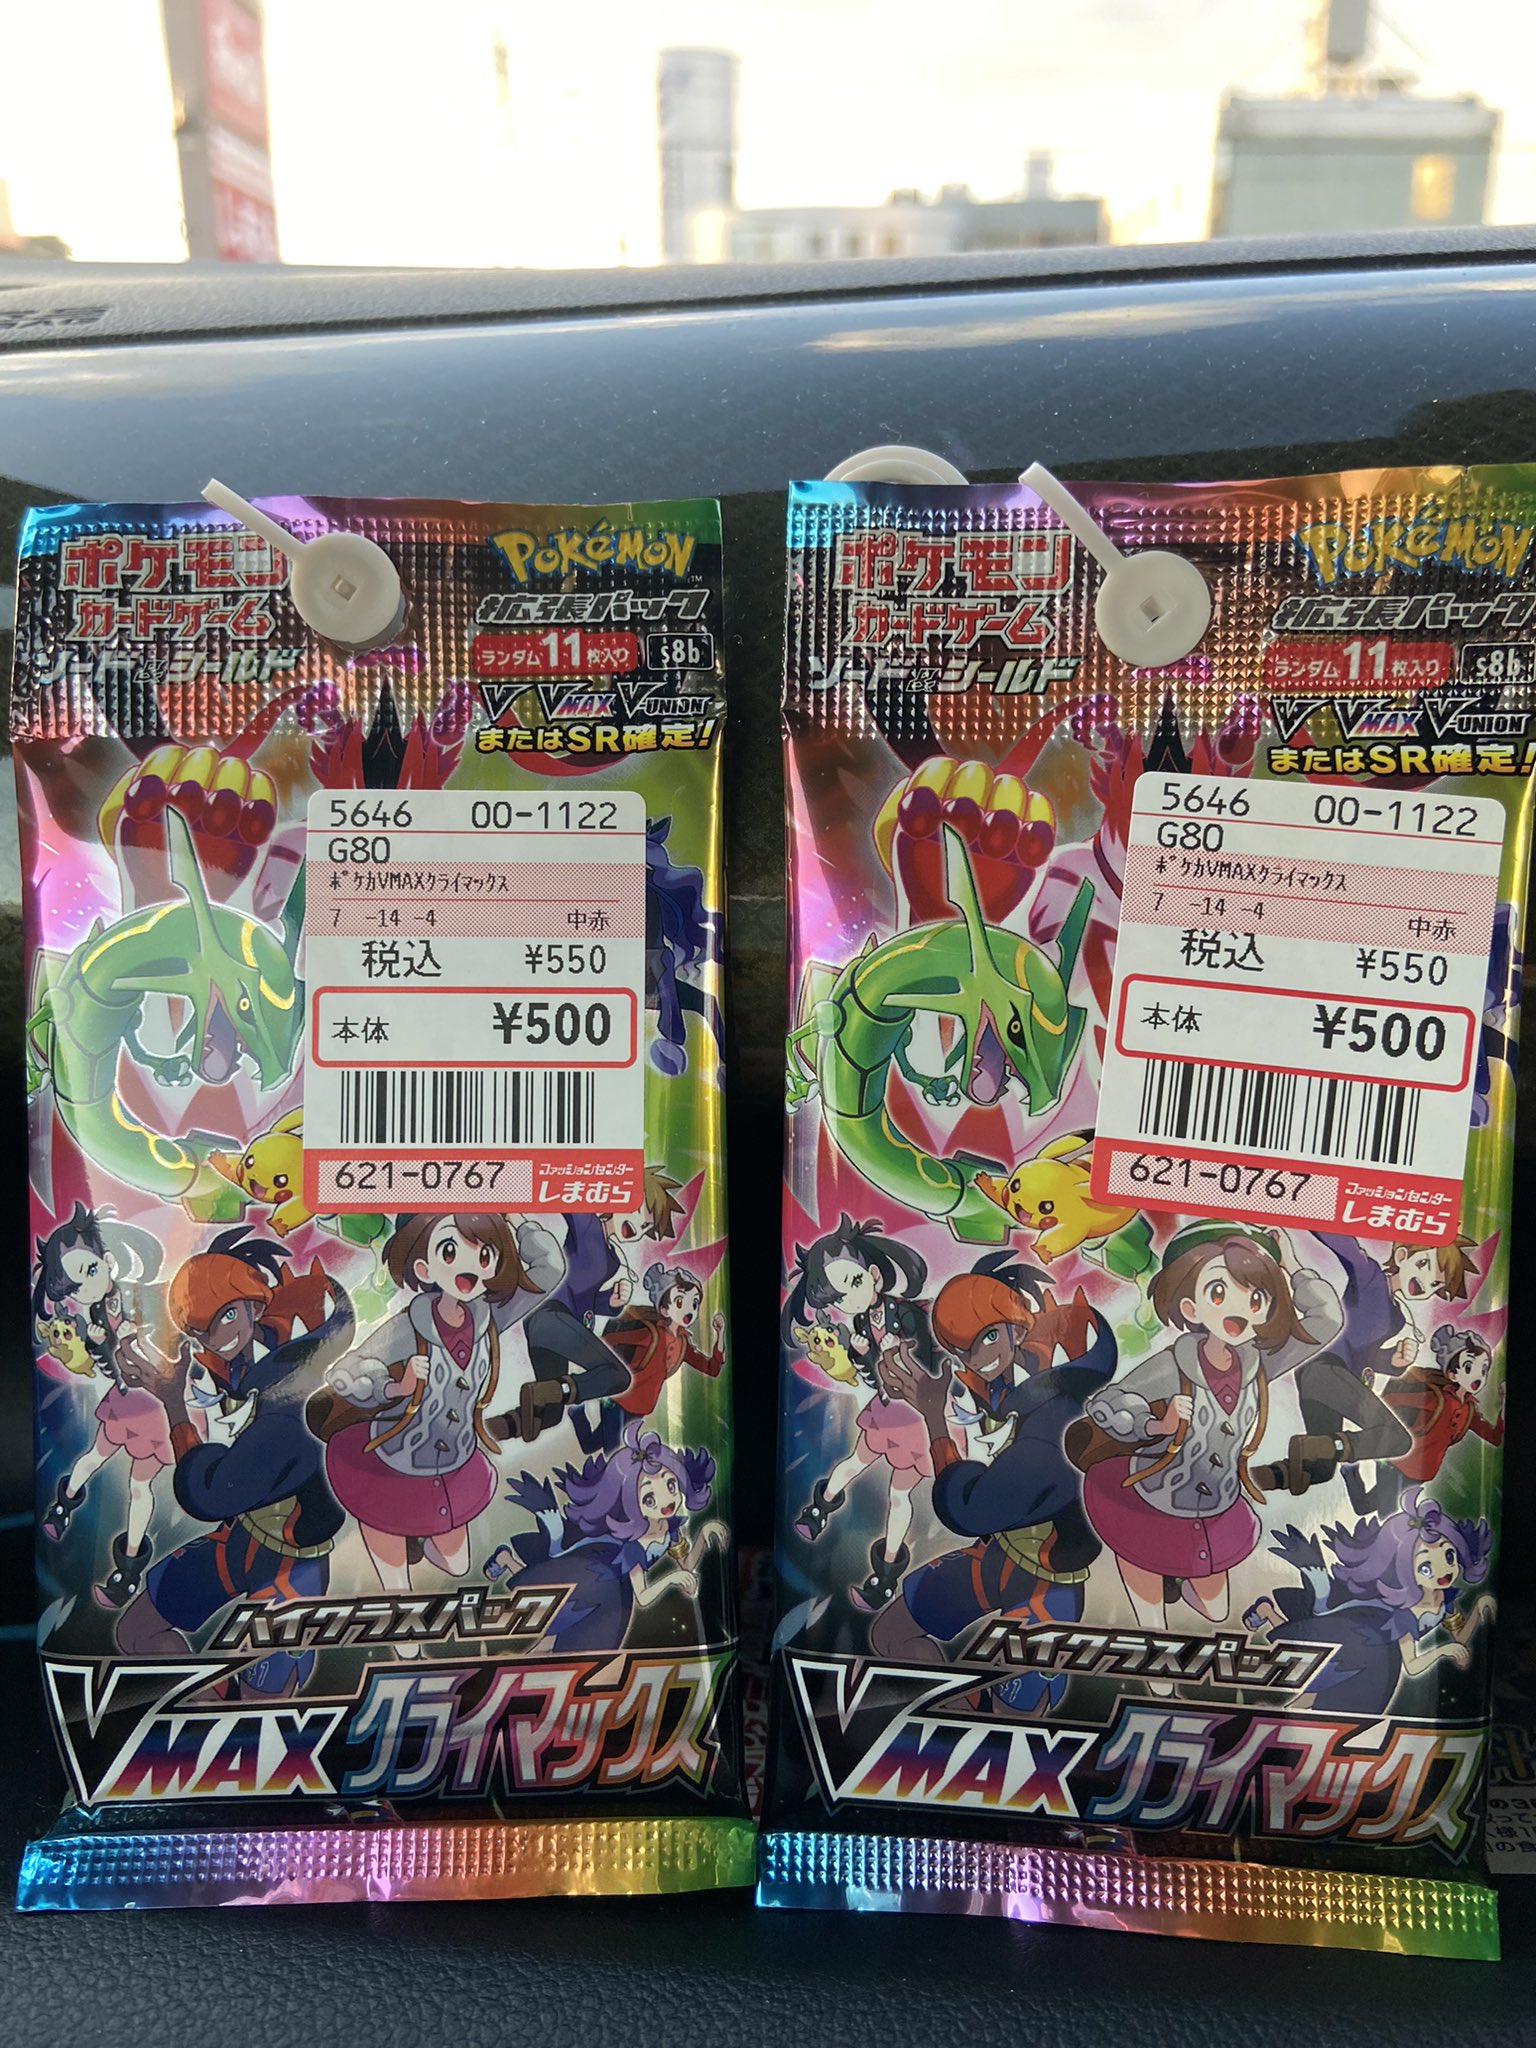 ポケモン
カードゲーム
ソード&シールド
Pokémon
拡張パック
ランダム11枚入り s8b
V VMAX V-UNION
またはSR確定!
5646 00-1122
G80
ポケカVMAXクライマックス
7 -14 -4 中赤
税込 ¥550
本体 ¥500
621-0767 ファッションセンター
しまむら
ハイクラスパック
VMAXクライマックス
ポケモン
カードゲーム
ソード&シールド
Pokémon
拡張パック
ランダム11枚入り s8b
V VMAX V-UNION
またはSR確定!
5646 00-1122
G80
ポケカVMAXクライマックス
7 -14 -4 中赤
税込 ¥550
本体 ¥500
621-0767 ファッションセンター
しまむら
ハイクラスパック
VMAXクライマックス